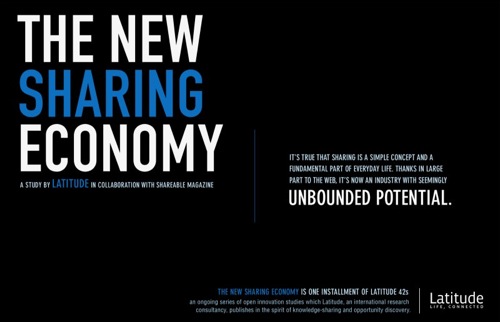 THE NEW
SHARING
ECONOMY
A STUDY BY LATITUDE IN COLLABORATION WITH SHAREABLE MAGAZINE
IT'S TRUE THAT SHARING IS A SIMPLE CONCEPT AND A
FUNDAMENTAL PART OF EVERYDAY LIFE. THANKS IN LARGE
PART TO THE WEB, IT'S NOW AN INDUSTRY WITH SEEMINGLY
UNBOUNDED POTENTIAL.
THE NEW SHARING ECONOMY IS ONE INSTALLMENT OF LATITUDE 42s
an ongoing series of open innovation studies which Latitude, an international research
consultancy, publishes in the spirit of knowledge-sharing and opportunity discovery.
Latitude
LIFE, CONNECTED